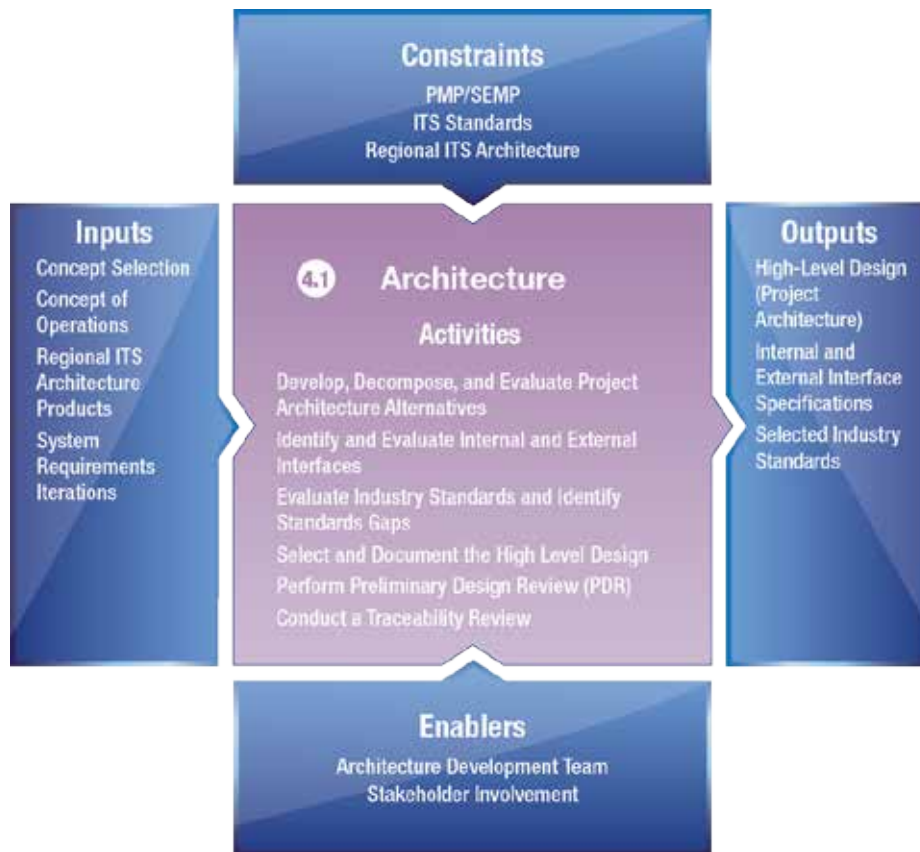 Constraints
PMP/SEMP
ITS Standards
Regional ITS Architecture
Inputs
Concept Selection
Concept of
Operations
Regional ITS
Architecture
Products
System
Requirements
Iterations
4.1 Architecture
Activities
Develop, Decompose, and Evaluate Project
Architecture Alternatives
Identify and Evaluate Internal and External
Interfaces
Evaluate Industry Standards and Identify
Standards Gaps
Select and Document the High Level Design
Perform Preliminary Design Review (PDR)
Conduct a Traceability Review
Outputs
High-Level Design
(Project
Architecture)
Internal and
External Interface
Specifications
Selected Industry
Standards
Enablers
Architecture Development Team
Stakeholder Involvement